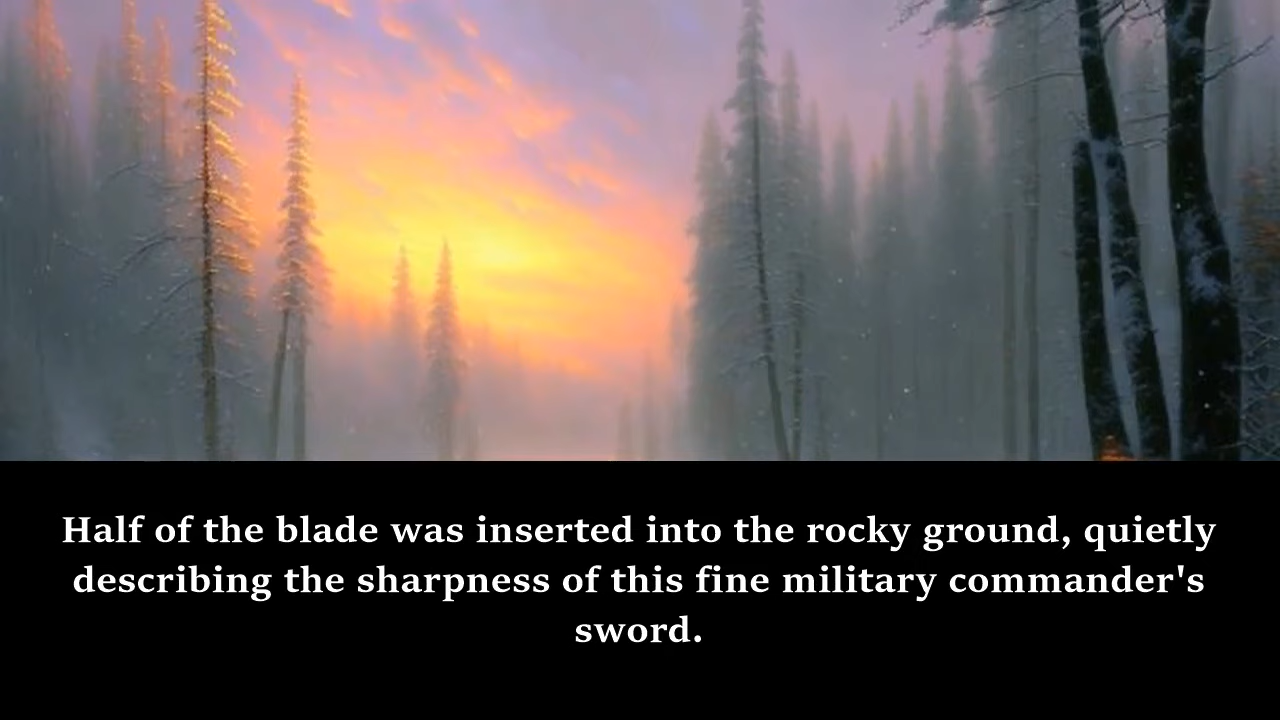 Half of the blade was inserted into the rocky ground, quietly
describing the sharpness of this fine military commander's
sword.